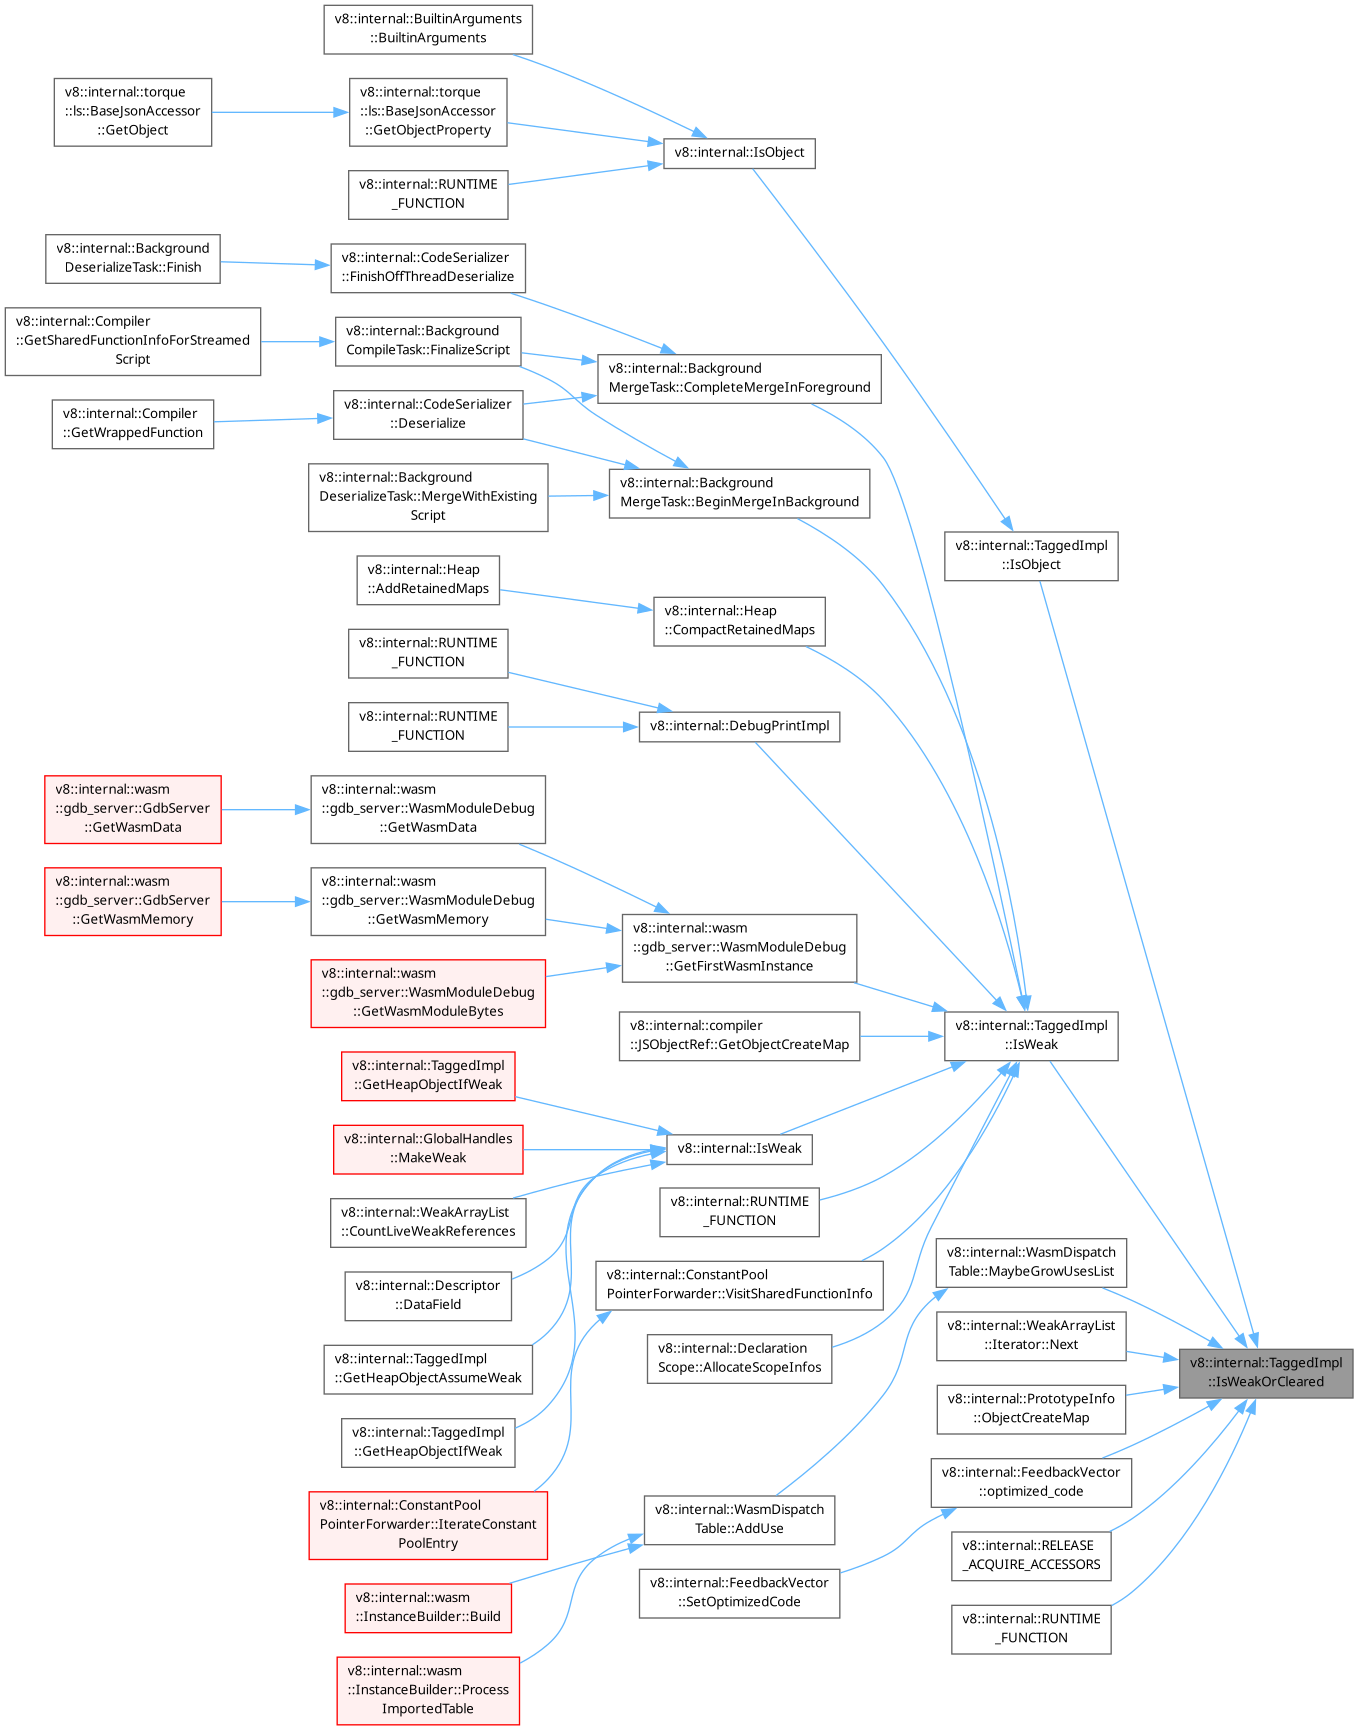 v8::internal::BuiltinArguments
::BuiltinArguments
v8::internal::torque
::ls::BaseJsonAccessor
::GetObject
v8::internal::torque
::ls::BaseJsonAccessor
::GetObjectProperty
v8::internal::IsObject
v8::internal::RUNTIME
_FUNCTION
v8::internal::Background
DeserializeTask::Finish
v8::internal::CodeSerializer
::FinishOffThreadDeserialize
v8::internal::Compiler
::GetSharedFunctionInfoForStreamed
Script
v8::internal::Background
CompileTask::FinalizeScript
v8::internal::Background
MergeTask::CompleteMergeInForeground
v8::internal::Compiler
::GetWrappedFunction
v8::internal::CodeSerializer
::Deserialize
v8::internal::Background
DeserializeTask::MergeWithExisting
Script
v8::internal::Background
MergeTask::BeginMergeInBackground
v8::internal::TaggedImpl
::IsObject
v8::internal::Heap
::AddRetainedMaps
v8::internal::Heap
::CompactRetainedMaps
v8::internal::RUNTIME
_FUNCTION
v8::internal::RUNTIME
_FUNCTION
v8::internal::DebugPrintImpl
v8::internal::wasm
::gdb_server::GdbServer
::GetWasmData
v8::internal::wasm
::gdb_server::WasmModuleDebug
::GetWasmData
v8::internal::wasm
::gdb_server::GdbServer
::GetWasmMemory
v8::internal::wasm
::gdb_server::WasmModuleDebug
::GetWasmMemory
v8::internal::wasm
::gdb_server::WasmModuleDebug
::GetFirstWasmInstance
v8::internal::wasm
::gdb_server::WasmModuleDebug
::GetWasmModuleBytes
v8::internal::compiler
::JSObjectRef::GetObjectCreateMap
v8::internal::TaggedImpl
::IsWeak
v8::internal::TaggedImpl
::GetHeapObjectIfWeak
v8::internal::GlobalHandles
::MakeWeak
v8::internal::IsWeak
v8::internal::WeakArrayList
::CountLiveWeakReferences
v8::internal::RUNTIME
_FUNCTION
v8::internal::Descriptor
::DataField
v8::internal::ConstantPool
PointerForwarder::VisitSharedFunctionInfo
v8::internal::WasmDispatch
Table::MaybeGrowUsesList
v8::internal::TaggedImpl
::GetHeapObjectAssumeWeak
v8::internal::Declaration
Scope::AllocateScopeInfos
v8::internal::WeakArrayList
::Iterator::Next
v8::internal::TaggedImpl
::IsWeakOrCleared
v8::internal::TaggedImpl
::GetHeapObjectIfWeak
v8::internal::PrototypeInfo
::ObjectCreateMap
v8::internal::ConstantPool
PointerForwarder::IterateConstant
PoolEntry
v8::internal::WasmDispatch
Table::AddUse
v8::internal::FeedbackVector
::optimized_code
v8::internal::RELEASE
_ACQUIRE_ACCESSORS
v8::internal::wasm
::InstanceBuilder::Build
v8::internal::FeedbackVector
::SetOptimizedCode
v8::internal::RUNTIME
_FUNCTION
v8::internal::wasm
::InstanceBuilder::Process
ImportedTable